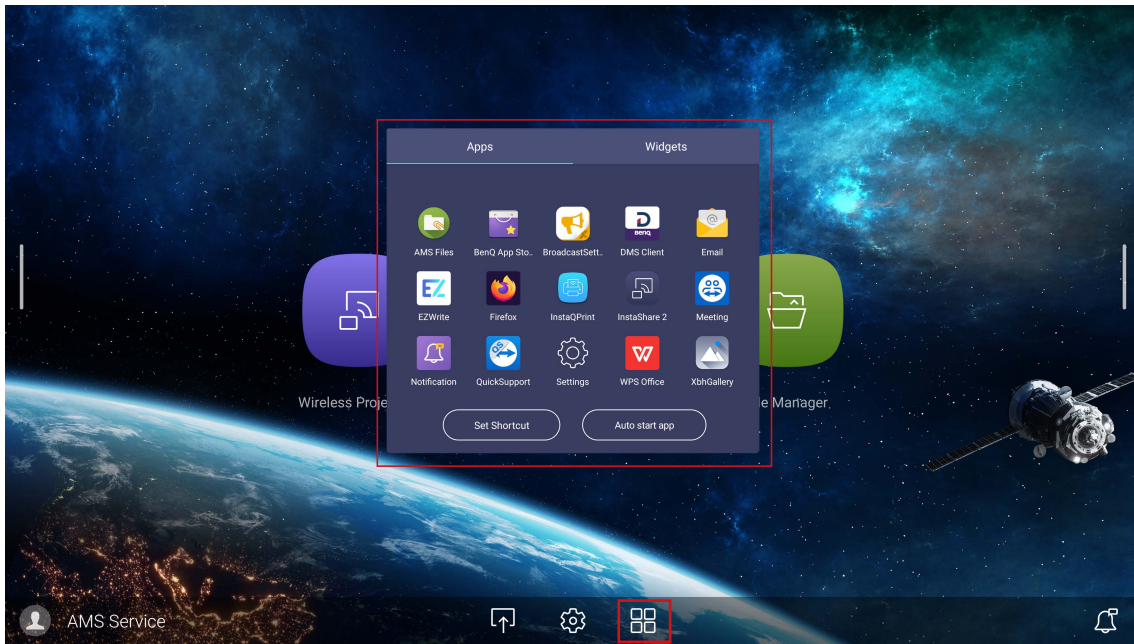 Apps Widgets
AMS Files BenQ App Sto.. BroadcastSett.. DMS Client Email
EZWrite Firefox InstaQPrint InstaShare 2 Meeting
Notification QuickSupport Settings WPS Office XbhGallery
Wireless Proje le Manager
Set Shortcut Auto start app
AMS Service